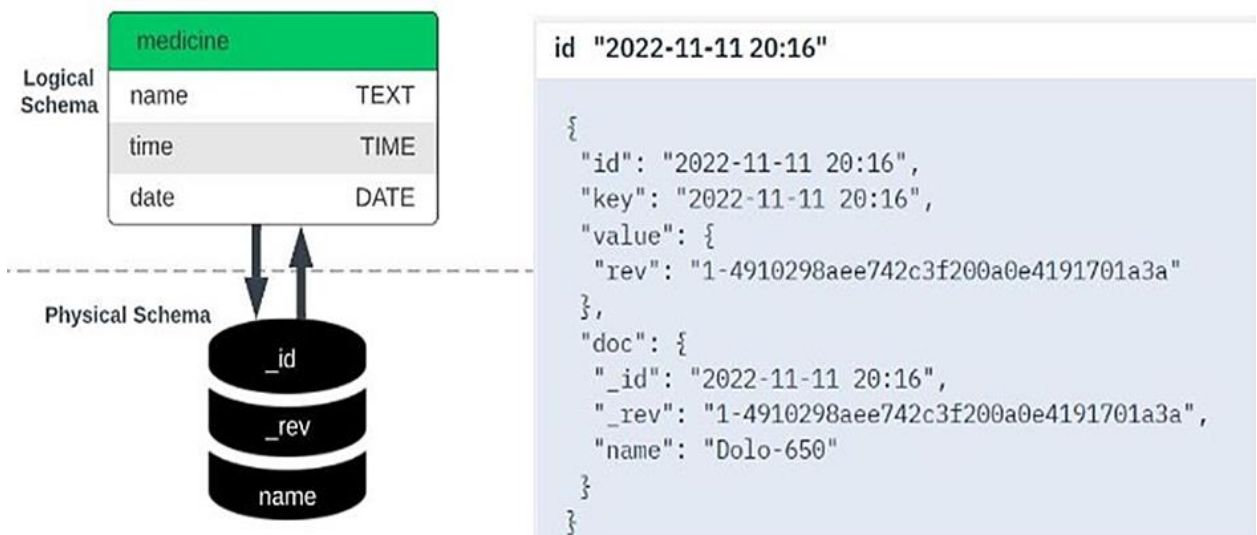 medicine
Logical
Schema
name TEXT
time TIME
date DATE
Physical Schema
_id
_rev
name
id "2022-11-11 20:16"
{
"id": "2022-11-11 20:16",
"key": "2022-11-11 20:16",
"value": {
"rev": "1-4910298aee742c3f200a0e4191701a3a"
},
"doc": {
"_id": "2022-11-11 20:16",
"_rev": "1-4910298aee742c3f200a0e4191701a3a",
"name": "Dolo-650"
}
}